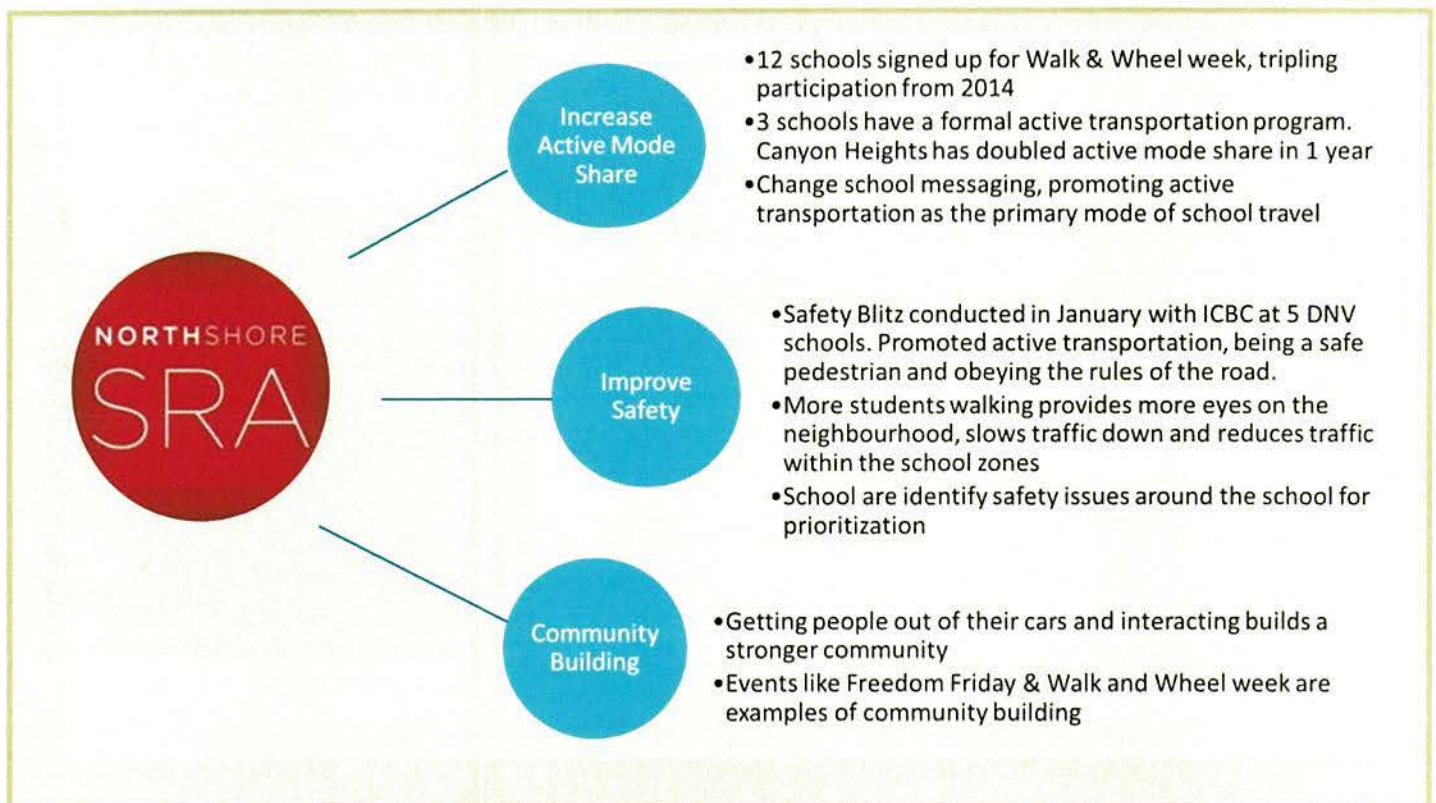 NORTHSHORE
SRA
Increase
Active Mode
Share
•12 schools signed up for Walk & Wheel week, tripling
participation from 2014
•3 schools have a formal active transportation program.
Canyon Heights has doubled active mode share in 1 year
•Change school messaging, promoting active
transportation as the primary mode of school travel
Improve
Safety
•Safety Blitz conducted in January with ICBC at 5 DNV
schools. Promoted active transportation, being a safe
pedestrian and obeying the rules of the road.
•More students walking provides more eyes on the
neighbourhood, slows traffic down and reduces traffic
within the school zones
•School are identify safety issues around the school for
prioritization
Community
Building
•Getting people out of their cars and interacting builds a
stronger community
•Events like Freedom Friday & Walk and Wheel week are
examples of community building